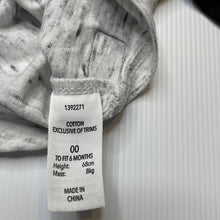 1392271
COTTON
EXCLUSIVE OF TRIMS
00
TO FIT 6 MONTHS
Height: 68cm
Mass: 8kg
MADE IN
CHINA